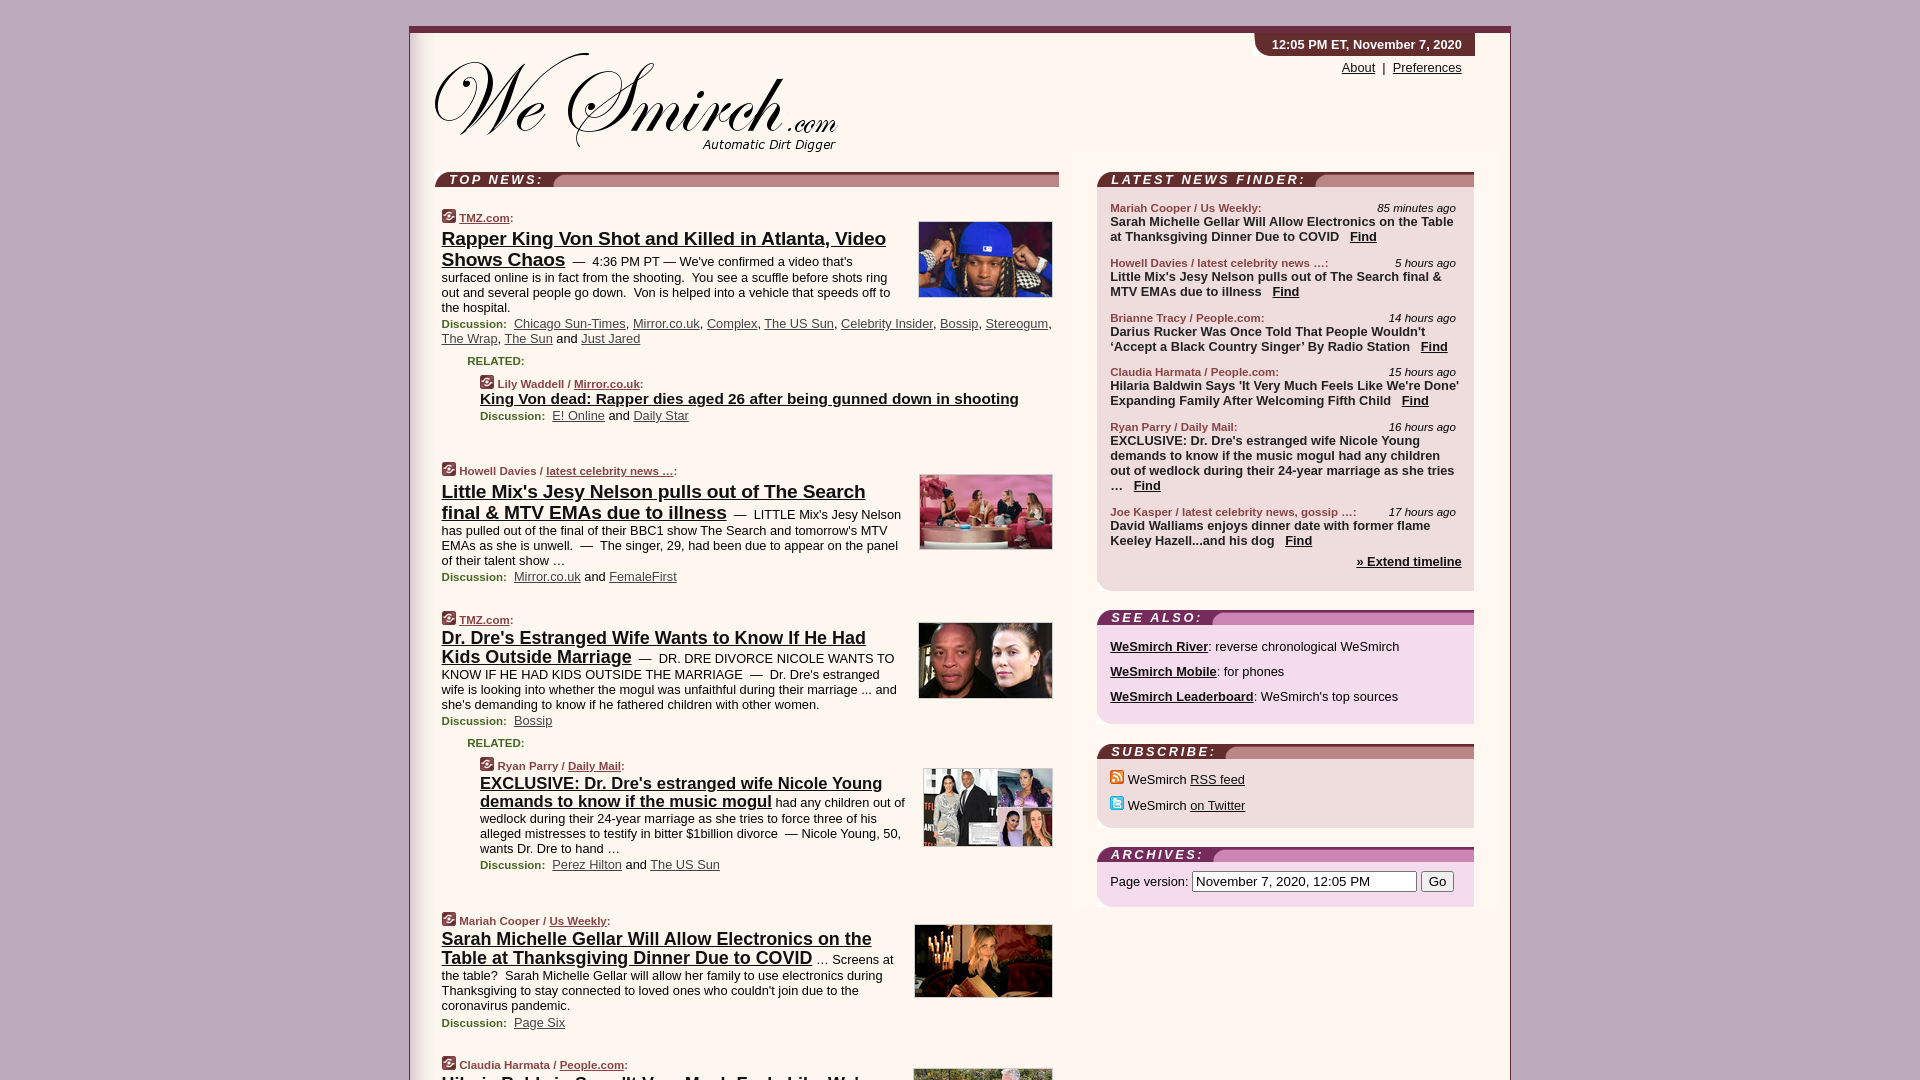 12:05 PM ET, November 7, 2020
About | Preferences
We Smirch .com
Automatic Dirt Digger
TOP NEWS:
TMZ.com:
Rapper King Von Shot and Killed in Atlanta, Video
Shows Chaos — 4:36 PM PT — We've confirmed a video that's
surfaced online is in fact from the shooting. You see a scuffle before shots ring
out and several people go down. Von is helped into a vehicle that speeds off to
the hospital.
Discussion: Chicago Sun-Times, Mirror.co.uk, Complex, The US Sun, Celebrity Insider, Bossip, Stereogum,
The Wrap, The Sun and Just Jared
RELATED:
Lily Waddell / Mirror.co.uk:
King Von dead: Rapper dies aged 26 after being gunned down in shooting
Discussion: E! Online and Daily Star
Howell Davies / latest celebrity news …:
Little Mix's Jesy Nelson pulls out of The Search
final & MTV EMAs due to illness — LITTLE Mix's Jesy Nelson
has pulled out of the final of their BBC1 show The Search and tomorrow's MTV
EMAs as she is unwell. — The singer, 29, had been due to appear on the panel
of their talent show …
Discussion: Mirror.co.uk and FemaleFirst
TMZ.com:
Dr. Dre's Estranged Wife Wants to Know If He Had
Kids Outside Marriage — DR. DRE DIVORCE NICOLE WANTS TO
KNOW IF HE HAD KIDS OUTSIDE THE MARRIAGE — Dr. Dre's estranged
wife is looking into whether the mogul was unfaithful during their marriage ... and
she's demanding to know if he fathered children with other women.
Discussion: Bossip
RELATED:
Ryan Parry / Daily Mail:
EXCLUSIVE: Dr. Dre's estranged wife Nicole Young
demands to know if the music mogul had any children out of
wedlock during their 24-year marriage as she tries to force three of his
alleged mistresses to testify in bitter $1billion divorce — Nicole Young, 50,
wants Dr. Dre to hand …
Discussion: Perez Hilton and The US Sun
Mariah Cooper / Us Weekly:
Sarah Michelle Gellar Will Allow Electronics on the
Table at Thanksgiving Dinner Due to COVID … Screens at
the table? Sarah Michelle Gellar will allow her family to use electronics during
Thanksgiving to stay connected to loved ones who couldn't join due to the
coronavirus pandemic.
Discussion: Page Six
Claudia Harmata / People.com:
LATEST NEWS FINDER:
Mariah Cooper / Us Weekly: 85 minutes ago
Sarah Michelle Gellar Will Allow Electronics on the Table
at Thanksgiving Dinner Due to COVID Find
Howell Davies / latest celebrity news …: 5 hours ago
Little Mix's Jesy Nelson pulls out of The Search final &
MTV EMAs due to illness Find
Brianne Tracy / People.com: 14 hours ago
Darius Rucker Was Once Told That People Wouldn't
‘Accept a Black Country Singer’ By Radio Station Find
Claudia Harmata / People.com: 15 hours ago
Hilaria Baldwin Says 'It Very Much Feels Like We're Done'
Expanding Family After Welcoming Fifth Child Find
Ryan Parry / Daily Mail: 16 hours ago
EXCLUSIVE: Dr. Dre's estranged wife Nicole Young
demands to know if the music mogul had any children
out of wedlock during their 24-year marriage as she tries
… Find
Joe Kasper / latest celebrity news, gossip …: 17 hours ago
David Walliams enjoys dinner date with former flame
Keeley Hazell...and his dog Find
» Extend timeline
SEE ALSO:
WeSmirch River: reverse chronological WeSmirch
WeSmirch Mobile: for phones
WeSmirch Leaderboard: WeSmirch's top sources
SUBSCRIBE:
WeSmirch RSS feed
WeSmirch on Twitter
ARCHIVES:
Page version: November 7, 2020, 12:05 PM Go